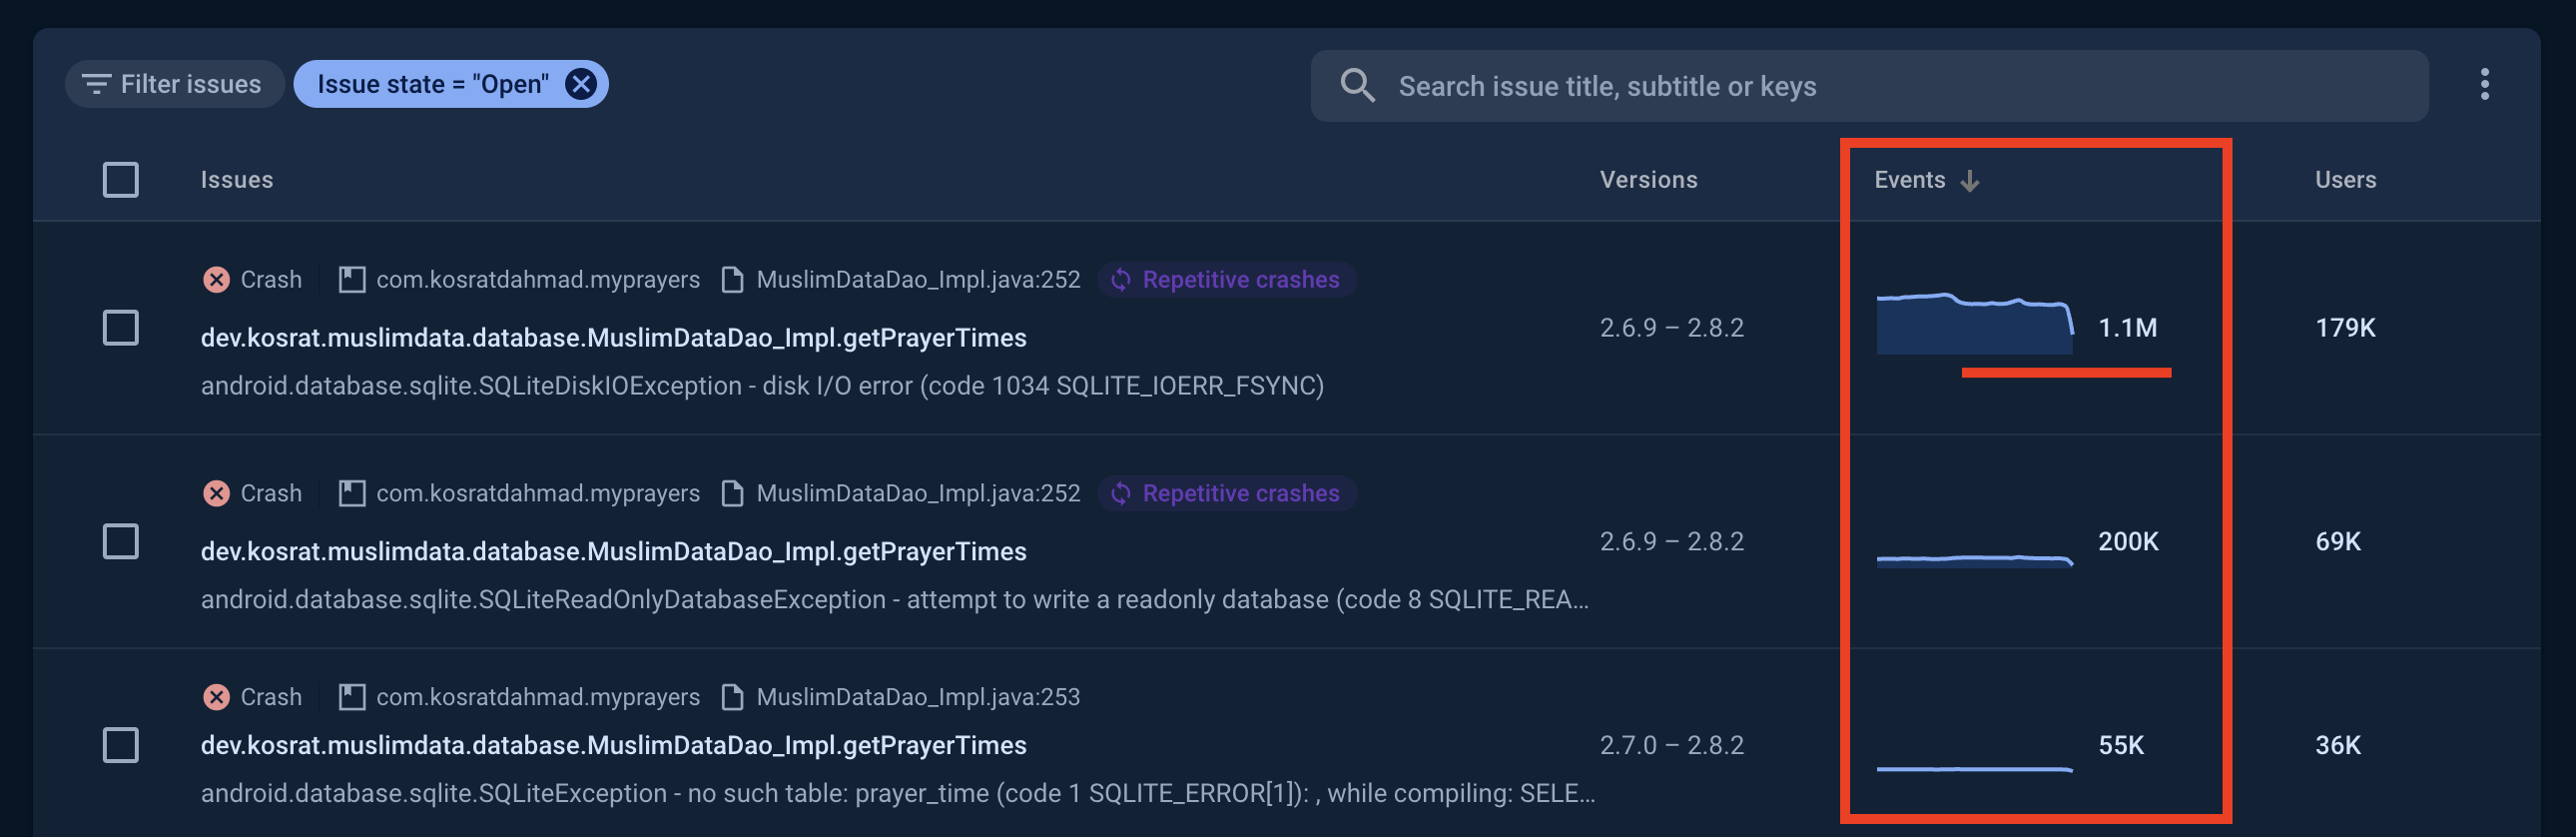 Filter issues
Issue state = "Open"
Search issue title, subtitle or keys
Issues Versions Events Users
Crash com.kosratdahmad.myprayers MuslimDataDao_Impl.java:252 Repetitive crashes
dev.kosrat.muslimdata.database.MuslimDataDao_Impl.getPrayerTimes
android.database.sqlite.SQLiteDiskIOException - disk I/O error (code 1034 SQLITE_IOERR_FSYNC)
2.6.9 – 2.8.2
1.1M
179K
Crash com.kosratdahmad.myprayers MuslimDataDao_Impl.java:252 Repetitive crashes
dev.kosrat.muslimdata.database.MuslimDataDao_Impl.getPrayerTimes
android.database.sqlite.SQLiteReadOnlyDatabaseException - attempt to write a readonly database (code 8 SQLITE_REA...
2.6.9 – 2.8.2
200K
69K
Crash com.kosratdahmad.myprayers MuslimDataDao_Impl.java:253
dev.kosrat.muslimdata.database.MuslimDataDao_Impl.getPrayerTimes
android.database.sqlite.SQLiteException - no such table: prayer_time (code 1 SQLITE_ERROR[1]): , while compiling: SELE...
2.7.0 – 2.8.2
55K
36K